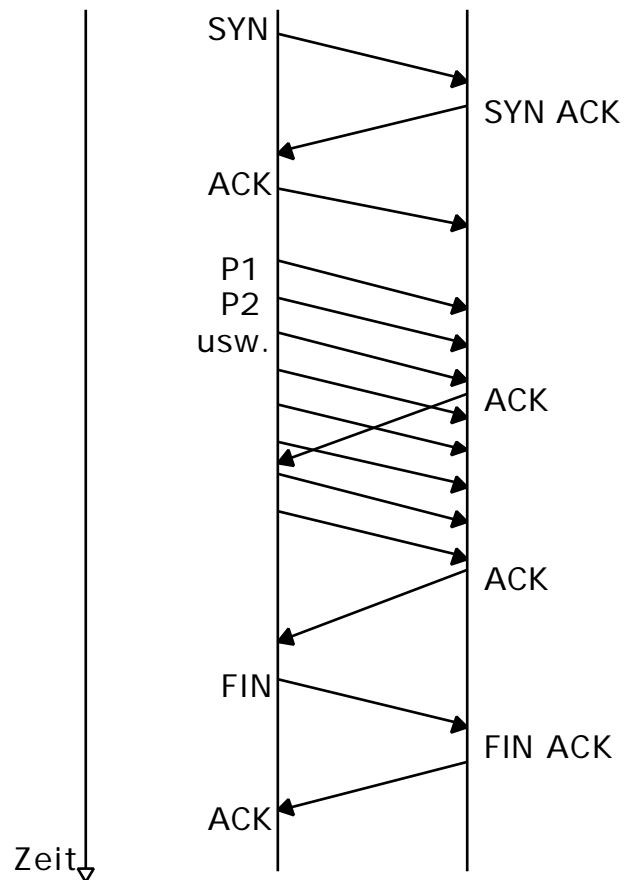 SYN
SYN ACK
ACK
P1
P2
usw.
ACK
ACK
FIN
FIN ACK
ACK
Zeit